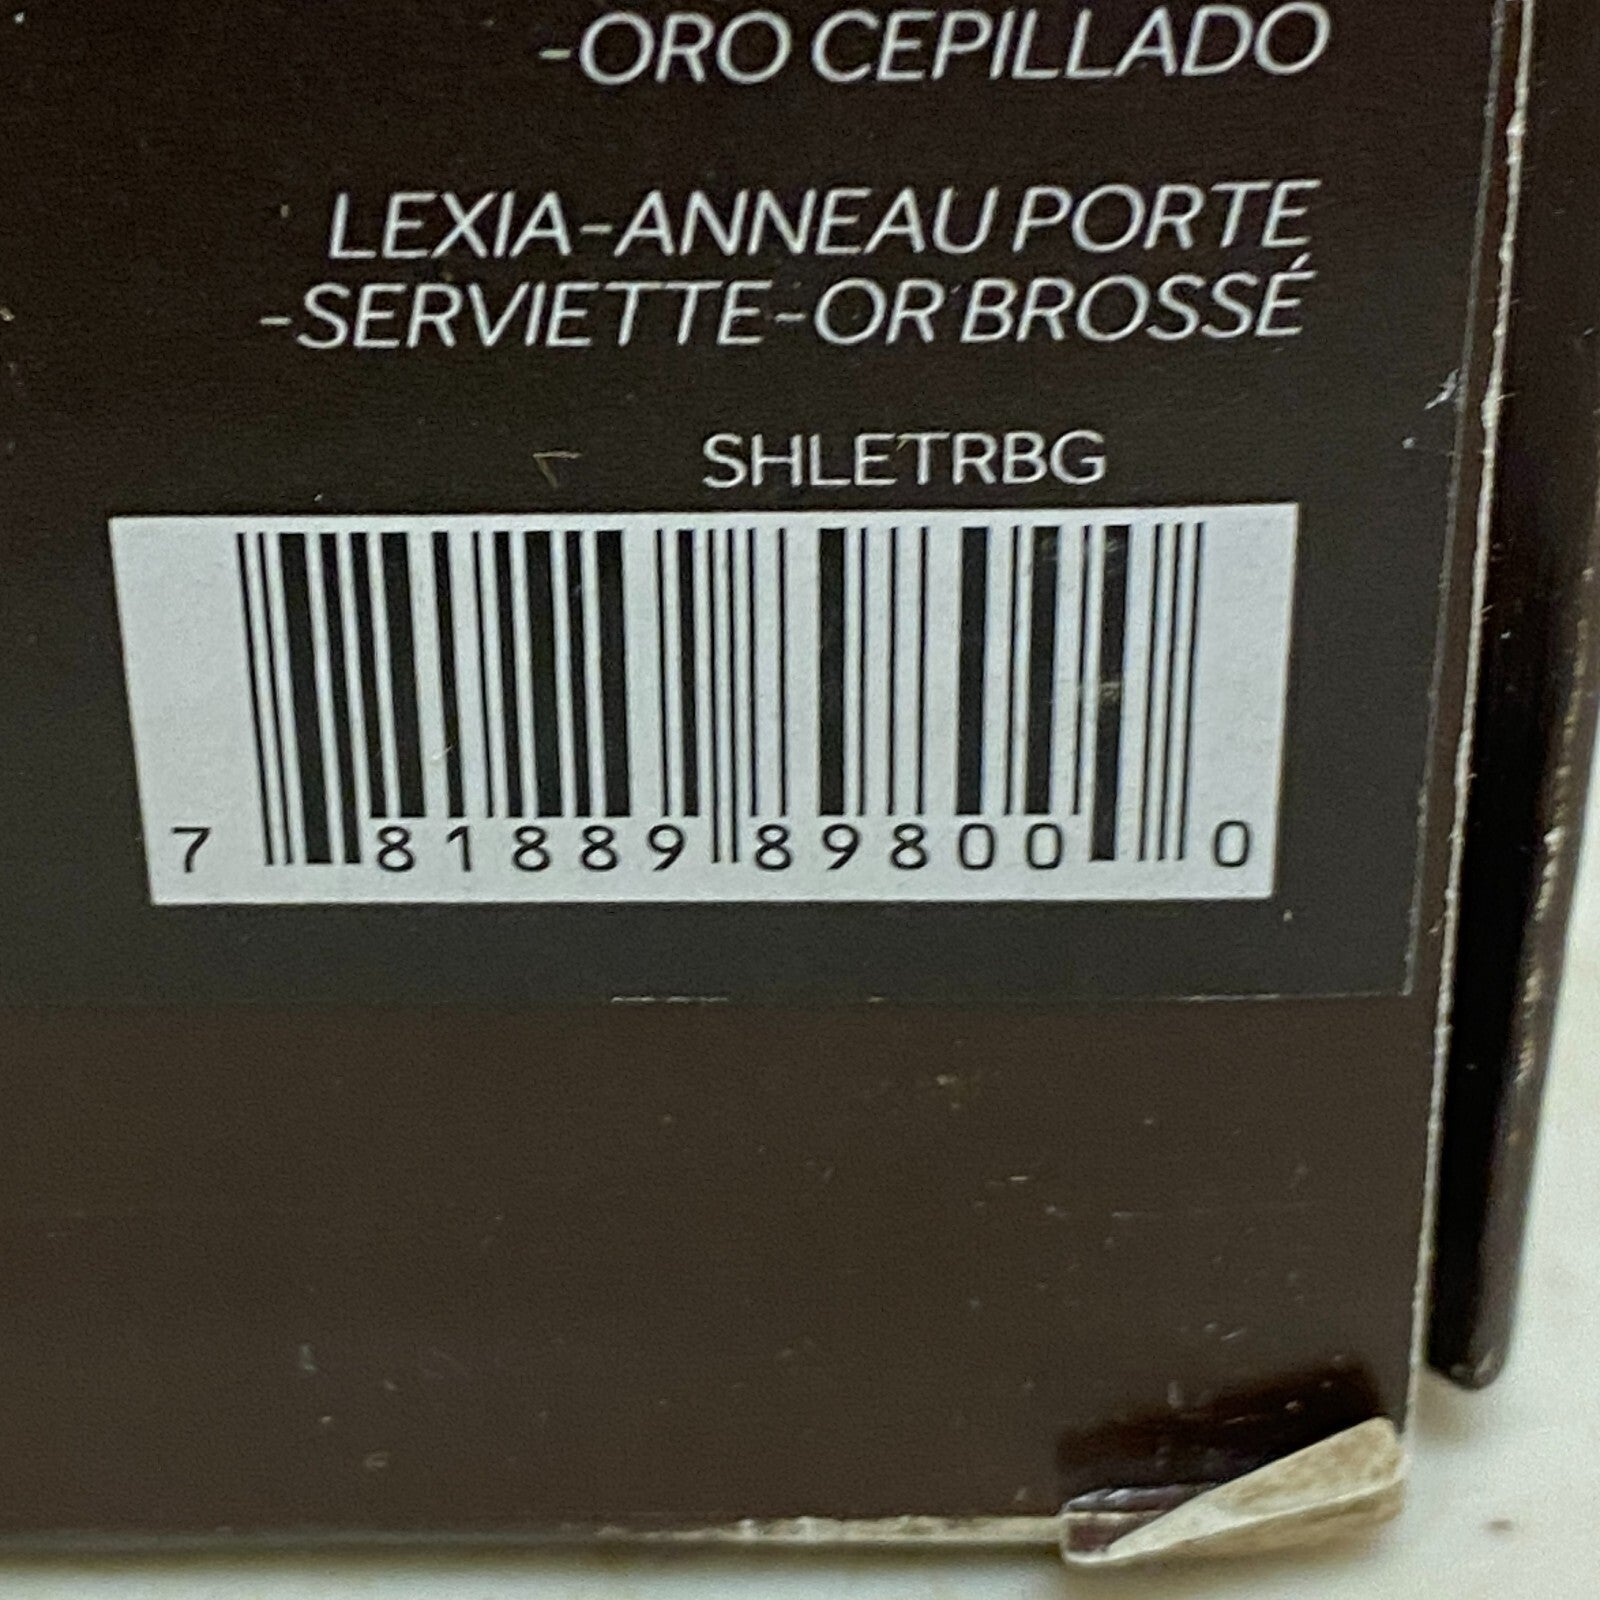 -ORO CEPILLADO
LEXIA-ANNEAU PORTE
-SERVIETTE-OR BROSSÉ
SHLETRBG
7 81889 89800 0